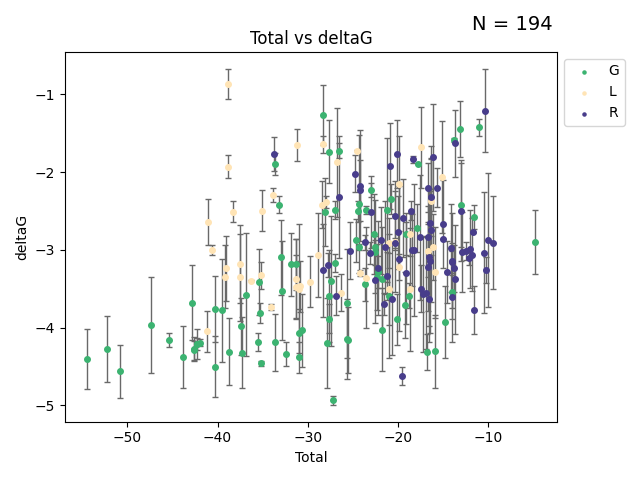 N = 194
Total vs deltaG
G
L
R
deltaG
−1
−2
−3
−4
−5
−50 −40 −30 −20 −10
Total